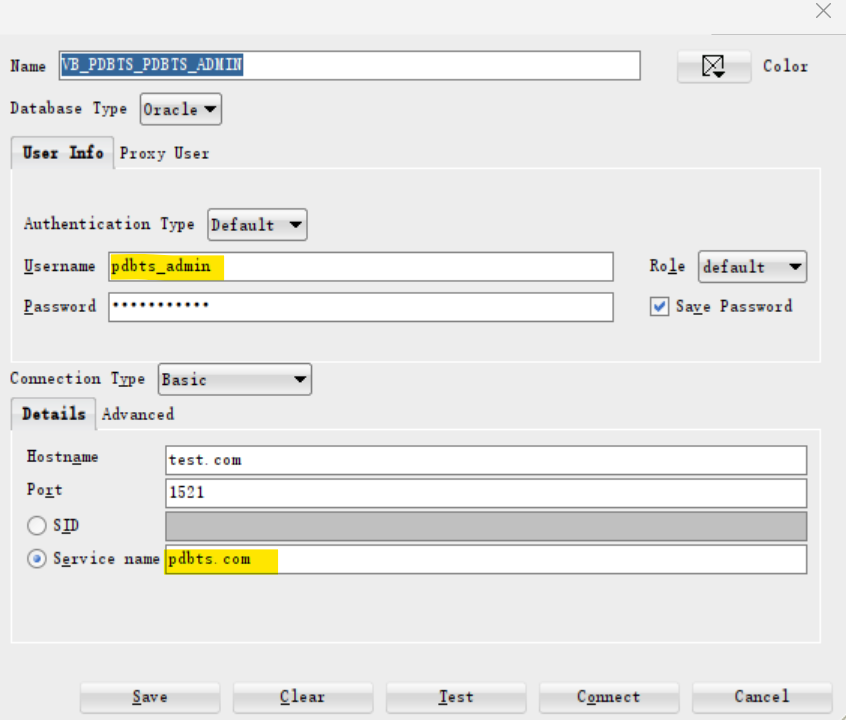 Name VB_PDBTS_PDBTS_ADMIN Color
Database Type Oracle
User Info Proxy User
Authentication Type Default
Username pdbts_admin Role default
Password ••••••••••• Save Password
Connection Type Basic
Details Advanced
Hostname test.com
Port 1521
SID
Service name pdbts.com
Save Clear Test Connect Cancel